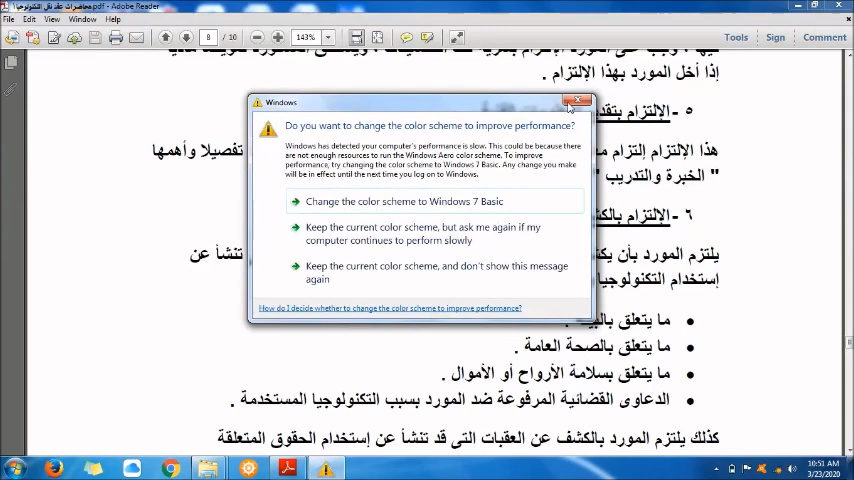 محاضرات عقد نقل التكنولوجيا.pdf - Adobe Reader
File Edit View Window Help
8 / 10 143% Tools Sign Comment
إذا أخل المورد بهذا الإلتزام .
٥ - الإلتزام
هذا الإلتزام إلتزام
تفصيلا وأهمها
" الخبرة والتدريب "
٦ - الإلتزام
يلتزم المورد بأن
تنشأ عن
إستخدام التكنولوجيا
ما يتعلق
ما يتعلق بالصحة العامة .
ما يتعلق بسلامة الأرواح أو الأموال .
الدعاوى القضائية المرفوعة ضد المورد بسبب التكنولوجيا المستخدمة .
كذلك يلتزم المورد بالكشف عن العقبات التى قد تنشأ عن إستخدام الحقوق المتعلقة
Windows
Do you want to change the color scheme to improve performance?
Windows has detected your computer's performance is slow. This could be because
there are not enough resources to run the Windows Aero color scheme. To improve
performance, try changing the color scheme to Windows 7 Basic. Any change you make
will be in effect until the next time you log on to Windows.
Change the color scheme to Windows 7 Basic
Keep the current color scheme, but ask me again if my
computer continues to perform slowly
Keep the current color scheme, and don't show this message
again
How do I decide whether to change the color scheme to improve performance?
10:51 AM
3/23/2020